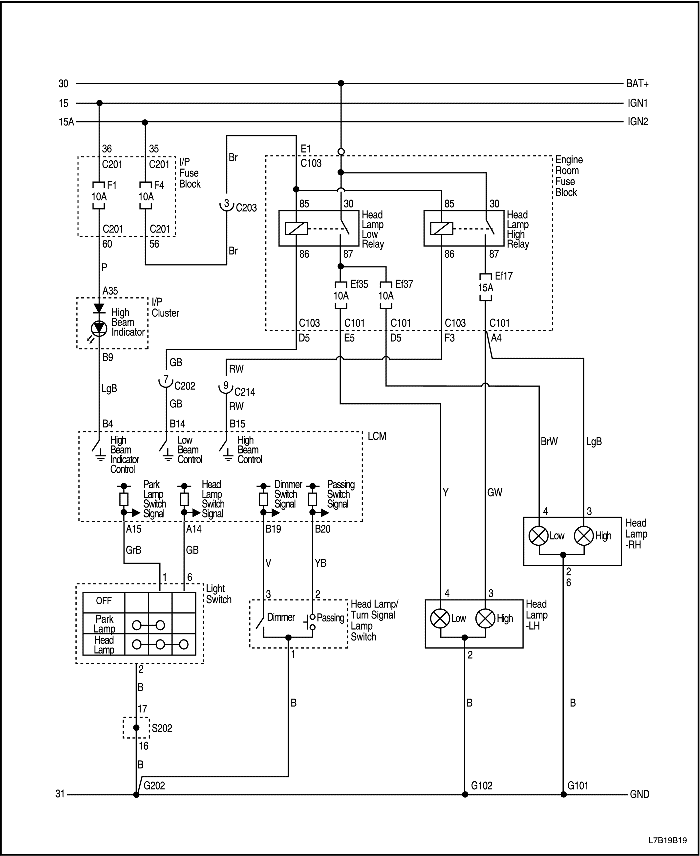 30 BAT+
15 IGN1
15A IGN2
36 35 E1
C201 C201 C103
I/P
Fuse
Block
Br
Engine
Room
Fuse
Block
F1
10A
F4
10A
3 C203
85 30
Head
Lamp
Low
Relay
85 30
Head
Lamp
High
Relay
C201 C201
60 56
Br
86 87 86 87
P
Ef35
10A
Ef37
10A
Ef17
15A
A35
I/P
Cluster
High
Beam
Indicator
C103 C101 C101 C103 C101
D5 E5 D5 F3 A4
B9
GB
RW
7 C202
9 C214
LgB
GB
RW
B4 B14 B15
LCM
High
Beam
Indicator
Control
Low
Beam
Control
High
Beam
Control
BrW LgB
Park
Lamp
Switch
Signal
Head
Lamp
Switch
Signal
Dimmer
Switch
Signal
Passing
Switch
Signal
Y GW
A15 A14 B19 B20
4 3
Low High
Head
Lamp
-RH
GrB GB V YB
2
6
1 6
Light
Switch
OFF
Park
Lamp
Head
Lamp
3 2
Dimmer Passing
Head Lamp/
Turn Signal
Lamp
Switch
1
4 3
Low High
Head
Lamp
-LH
2
2
B
17
S202
16
B
B B B
31 G202 G102 G101 GND
L7B19B19